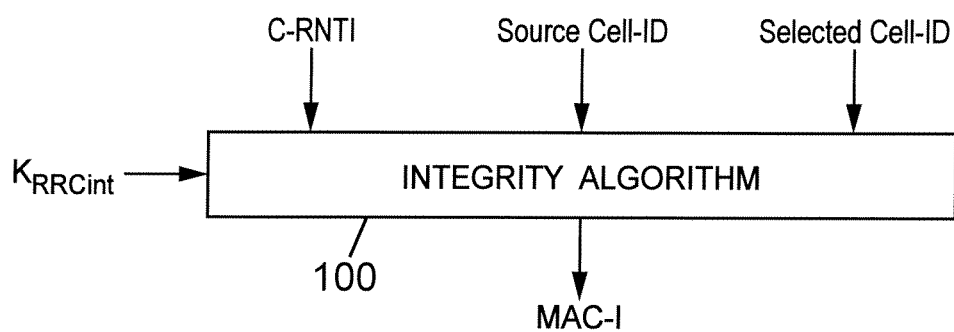 C-RNTI
Source Cell-ID
Selected Cell-ID
KRRCint
INTEGRITY ALGORITHM
100
MAC-I